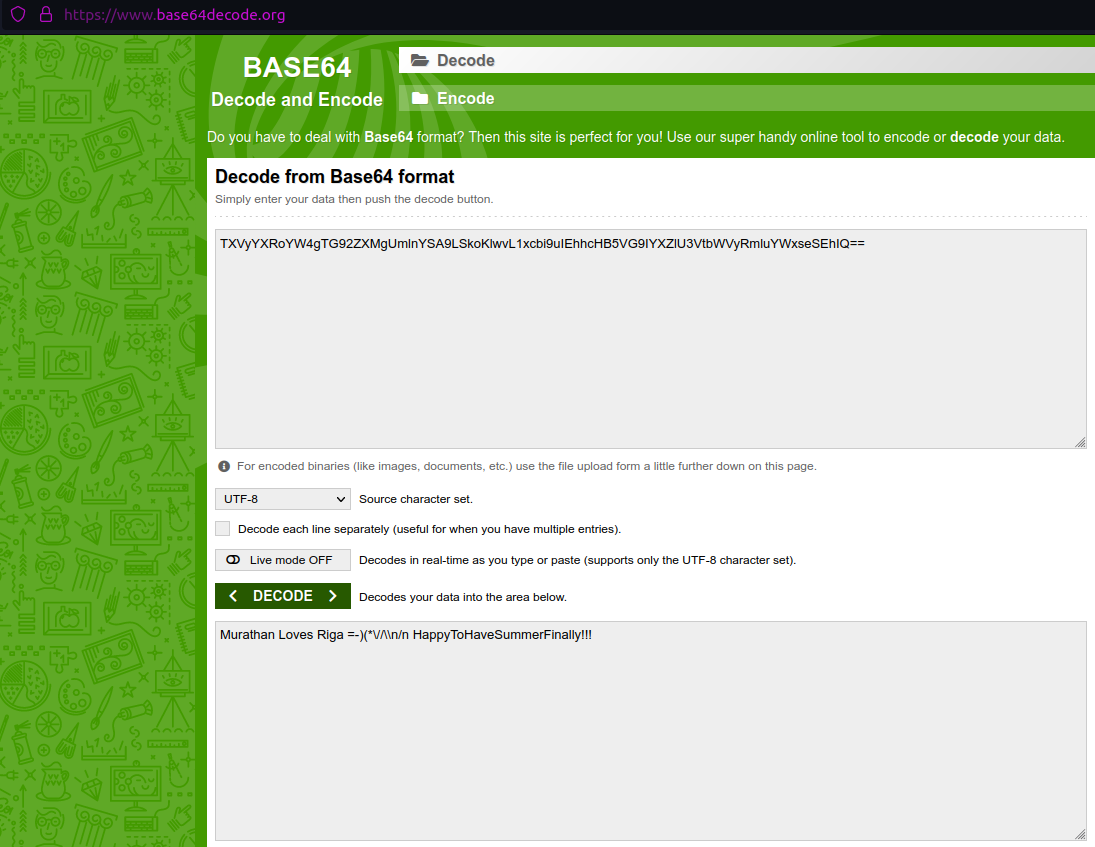 https://www.base64decode.org
BASE64
Decode and Encode
Decode
Encode
Do you have to deal with Base64 format? Then this site is perfect for you! Use our super handy online tool to encode or decode your data.
Decode from Base64 format
Simply enter your data then push the decode button.
TXVyYXRoYW4gTG92ZXMgUmlnYSA9LSkoKlwvL1xcbi9uIEhhcHB5VG9IYXZlU3VtbWVyRmluYWxseSEhIQ==
For encoded binaries (like images, documents, etc.) use the file upload form a little further down on this page.
UTF-8 Source character set.
Decode each line separately (useful for when you have multiple entries).
Live mode OFF Decodes in real-time as you type or paste (supports only the UTF-8 character set).
< DECODE > Decodes your data into the area below.
Murathan Loves Riga =-)(*\//\\n/n HappyToHaveSummerFinally!!!